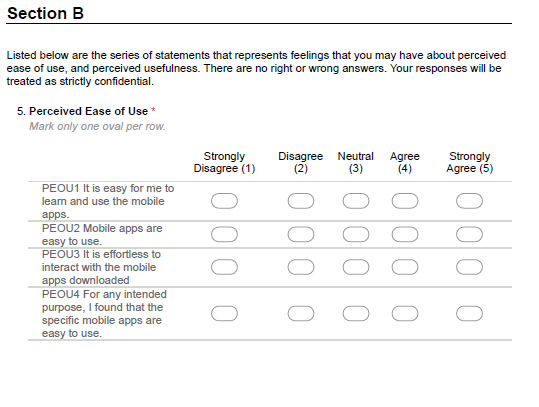 Section B
Listed below are the series of statements that represents feelings that you may have about perceived
ease of use, and perceived usefulness. There are no right or wrong answers. Your responses will be
treated as strictly confidential.
5. Perceived Ease of Use *
Mark only one oval per row.
Strongly Disagree (1)
Disagree (2)
Neutral (3)
Agree (4)
Strongly Agree (5)
PEOU1 It is easy for me to
learn and use the mobile
apps.
PEOU2 Mobile apps are
easy to use.
PEOU3 It is effortless to
interact with the mobile
apps downloaded
PEOU4 For any intended
purpose, I found that the
specific mobile apps are
easy to use.